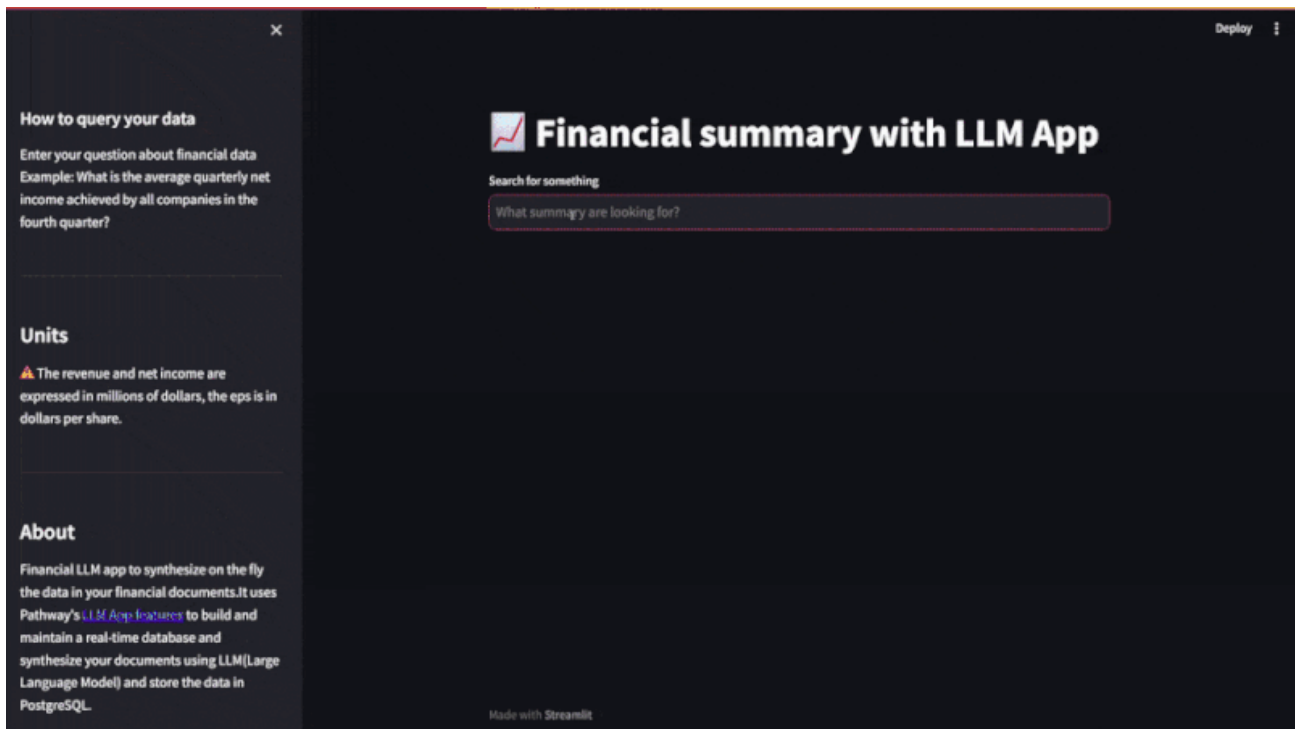 Deploy
How to query your data
Enter your question about financial data
Example: What is the average quarterly net
income achieved by all companies in the
fourth quarter?
Units
The revenue and net income are
expressed in millions of dollars, the eps is in
dollars per share.
About
Financial LLM app to synthesize on the fly
the data in your financial documents.It uses
Pathway's LLM App features to build and
maintain a real-time database and
synthesize your documents using LLM(Large
Language Model) and store the data in
PostgreSQL.
Financial summary with LLM App
Search for something
What summary are looking for?
Made with Streamlit